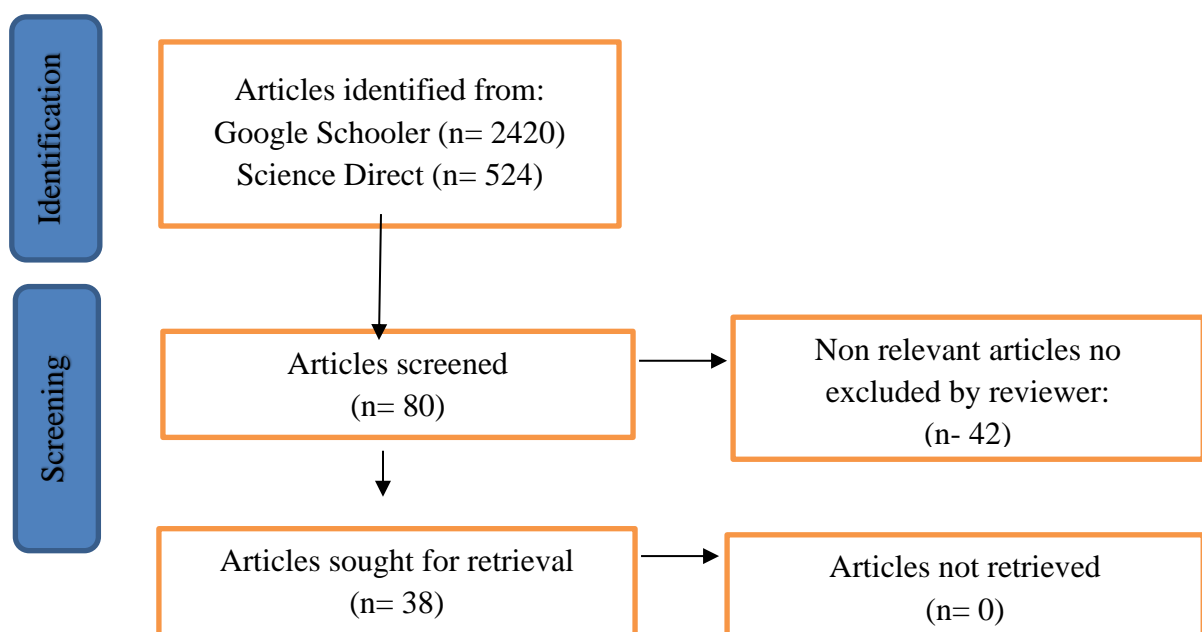 Identification
Articles identified from:
Google Schooler (n= 2420)
Science Direct (n= 524)
Screening
Articles screened
(n= 80)
Non relevant articles no
excluded by reviewer:
(n- 42)
Articles sought for retrieval
(n= 38)
Articles not retrieved
(n= 0)